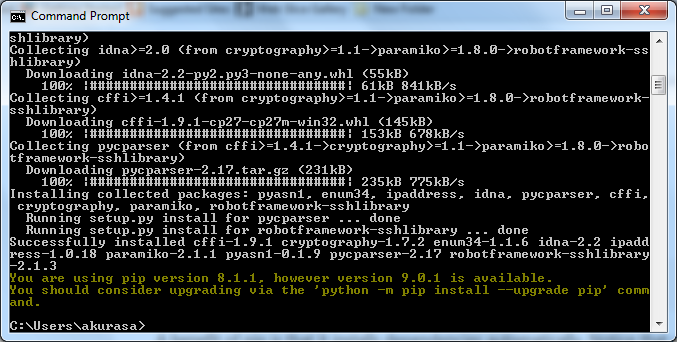 Command Prompt
shlibrary)
Collecting idna>=2.0 (from cryptography>=1.1->paramiko>=1.8.0->robotframework-ss
hlibrary)
  Downloading idna-2.2-py2.py3-none-any.whl (55kB)
    100% |################################| 61kB 841kB/s
Collecting cffi>=1.4.1 (from cryptography>=1.1->paramiko>=1.8.0->robotframework-
sshlibrary)
  Downloading cffi-1.9.1-cp27-cp27m-win32.whl (145kB)
    100% |################################| 153kB 678kB/s
Collecting pycparser (from cffi>=1.4.1->cryptography>=1.1->paramiko>=1.8.0->robo
tframework-sshlibrary)
  Downloading pycparser-2.17.tar.gz (231kB)
    100% |################################| 235kB 775kB/s
Installing collected packages: pyasn1, enum34, ipaddress, idna, pycparser, cffi,
 cryptography, paramiko, robotframework-sshlibrary
  Running setup.py install for pycparser ... done
  Running setup.py install for robotframework-sshlibrary ... done
Successfully installed cffi-1.9.1 cryptography-1.7.2 enum34-1.1.6 idna-2.2 ipadd
ress-1.0.18 paramiko-2.1.1 pyasn1-0.1.9 pycparser-2.17 robotframework-sshlibrary
-2.1.3
You are using pip version 8.1.1, however version 9.0.1 is available.
You should consider upgrading via the 'python -m pip install --upgrade pip' comm
and.
C:\Users\akurasa>